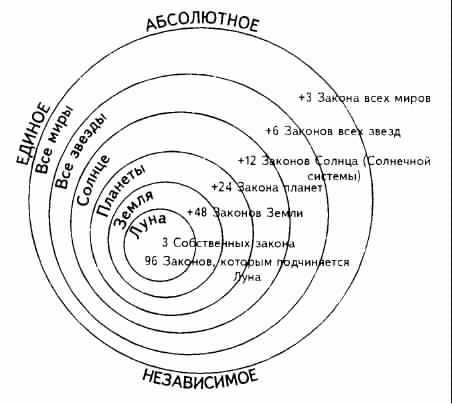 АБСОЛЮТНОЕ
ЕДИНОЕ
Все миры
Все звезды
Солнце
Планеты
Земля
Луна
+3 Закона всех миров
+6 Законов всех звезд
+12 Законов Солнца (Солнечной
системы)
+24 Закона планет
+48 Законов Земли
3 Собственных закона
96 Законов, которым подчиняется
Луна
НЕЗАВИСИМОЕ